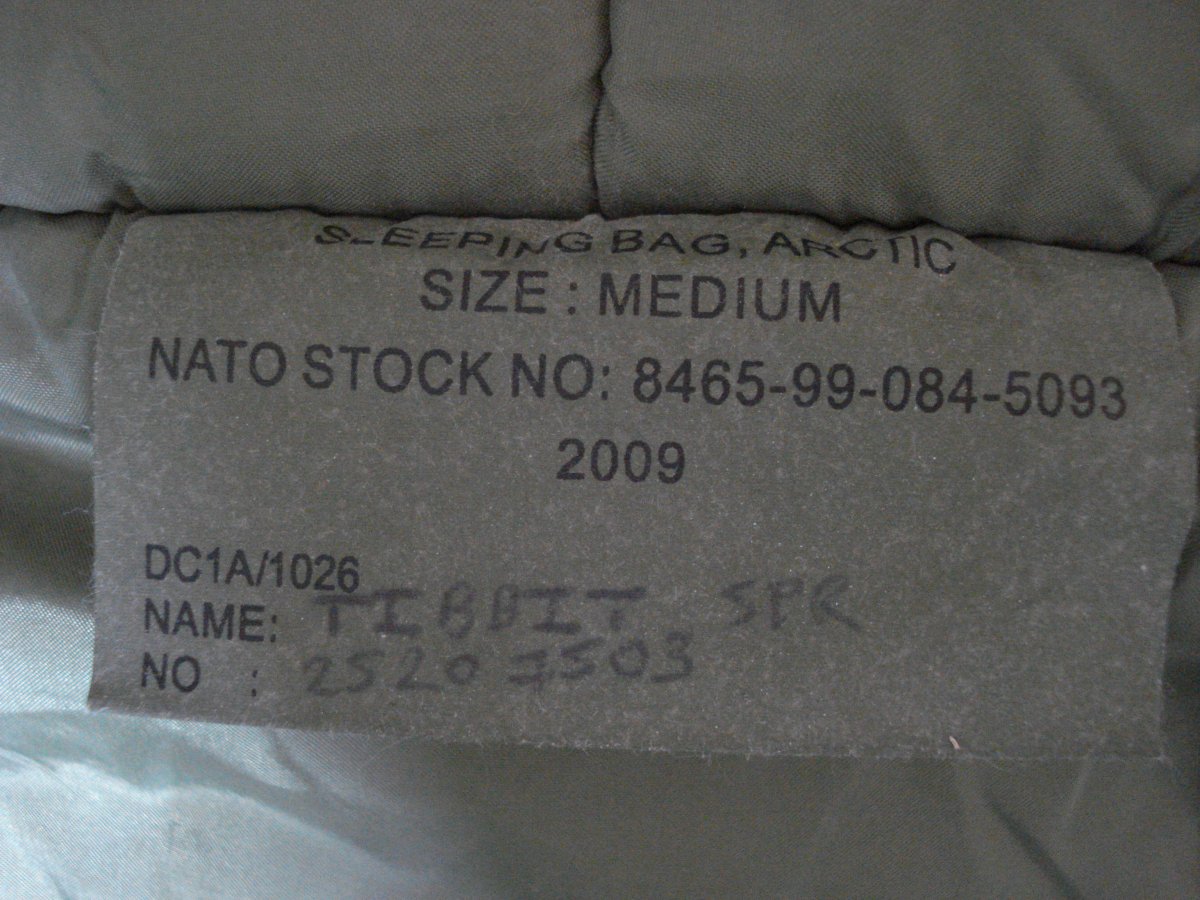 SLEEPING BAG, ARCTIC
SIZE : MEDIUM
NATO STOCK NO: 8465-99-084-5093
2009
DC1A/1026
NAME: TIBBIT SPR
NO : 25207503